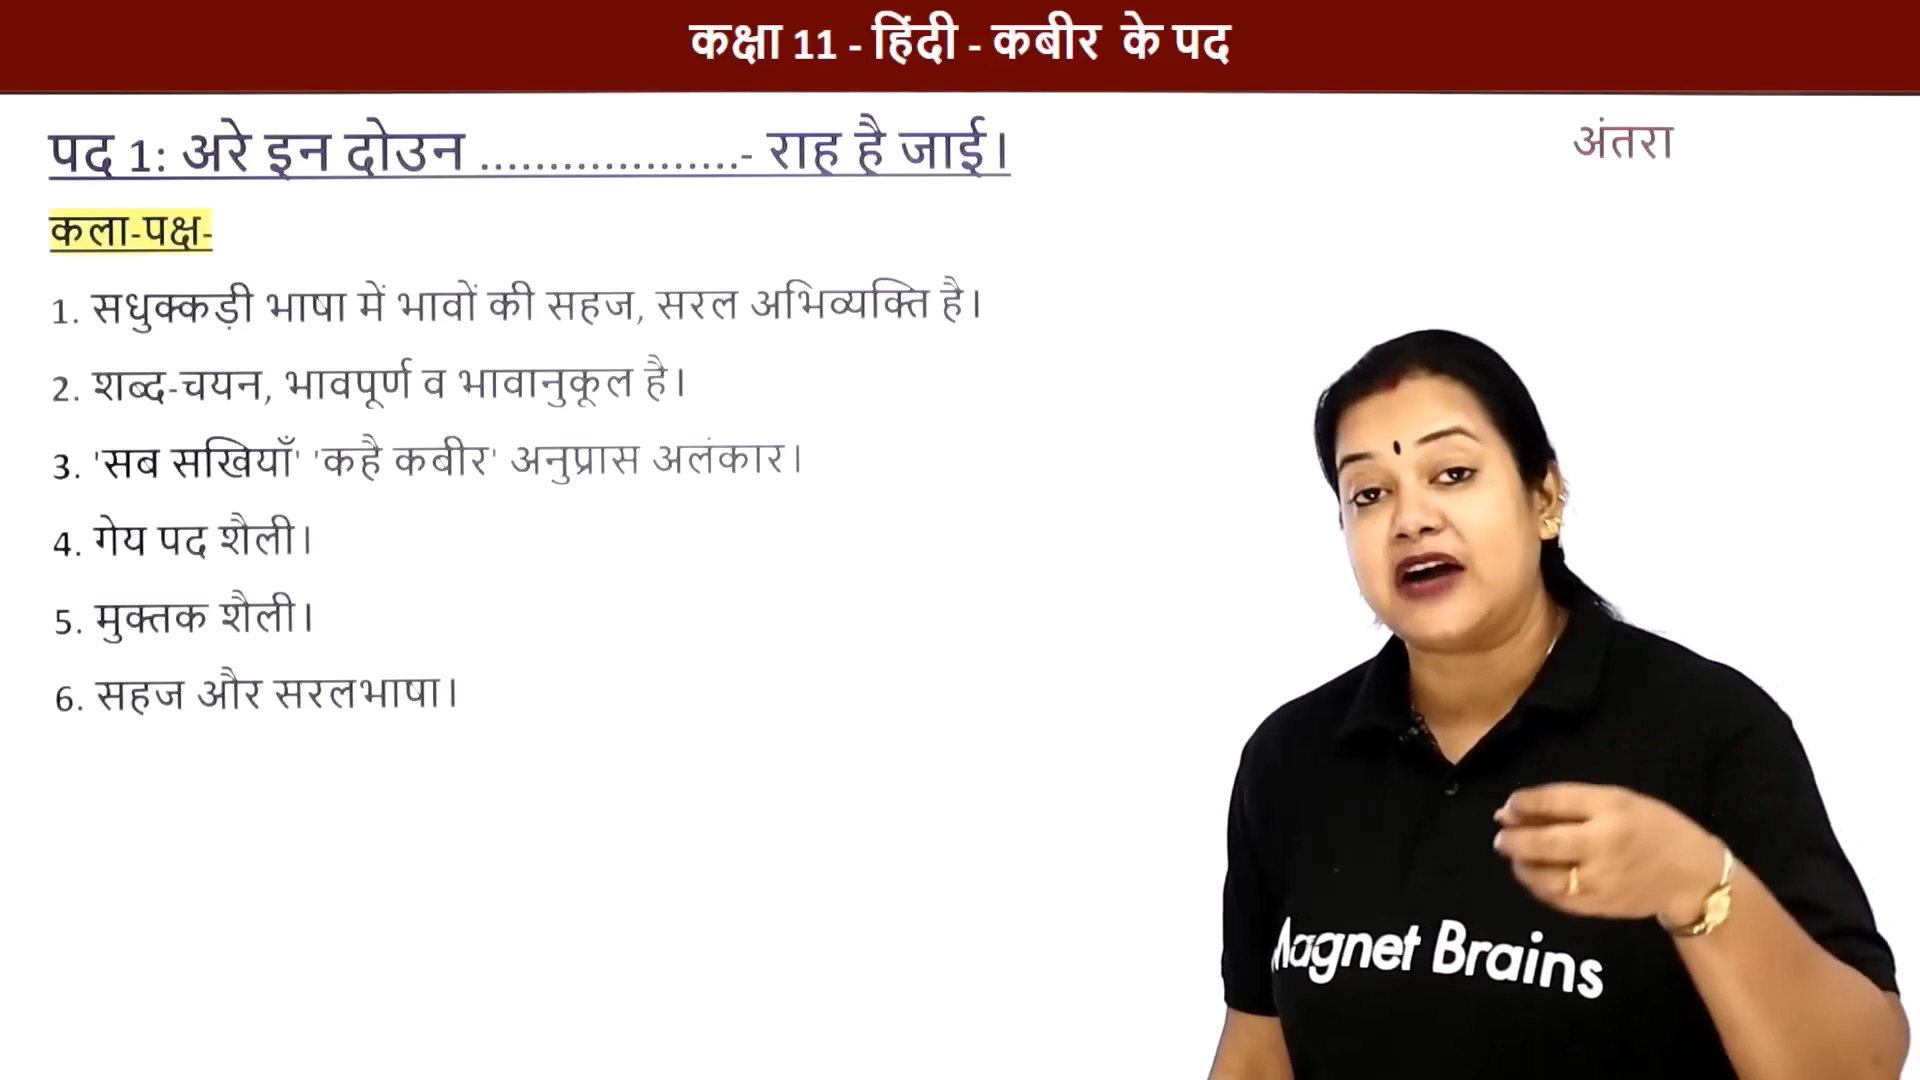 कक्षा 11 - हिंदी - कबीर के पद
पद 1: अरे इन दोउन ...................- राह है जाई।
अंतरा
कला-पक्ष-
1. सधुक्कड़ी भाषा में भावों की सहज, सरल अभिव्यक्ति है।
2. शब्द-चयन, भावपूर्ण व भावानुकूल है।
3. 'सब सखियाँ' 'कहै कबीर' अनुप्रास अलंकार।
4. गेय पद शैली।
5. मुक्तक शैली।
6. सहज और सरलभाषा।
Magnet Brains